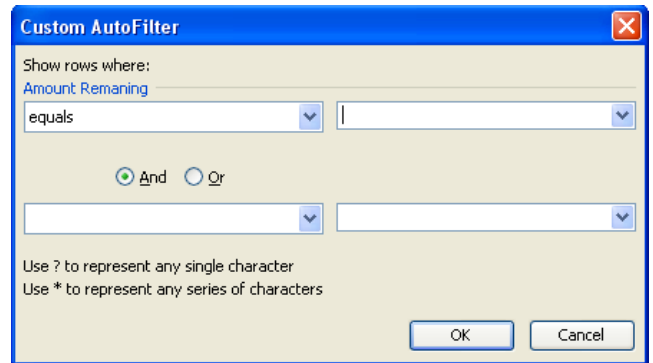 Custom AutoFilter
Show rows where:
Amount Remaning
equals
And Or
Use ? to represent any single character
Use * to represent any series of characters
OK Cancel